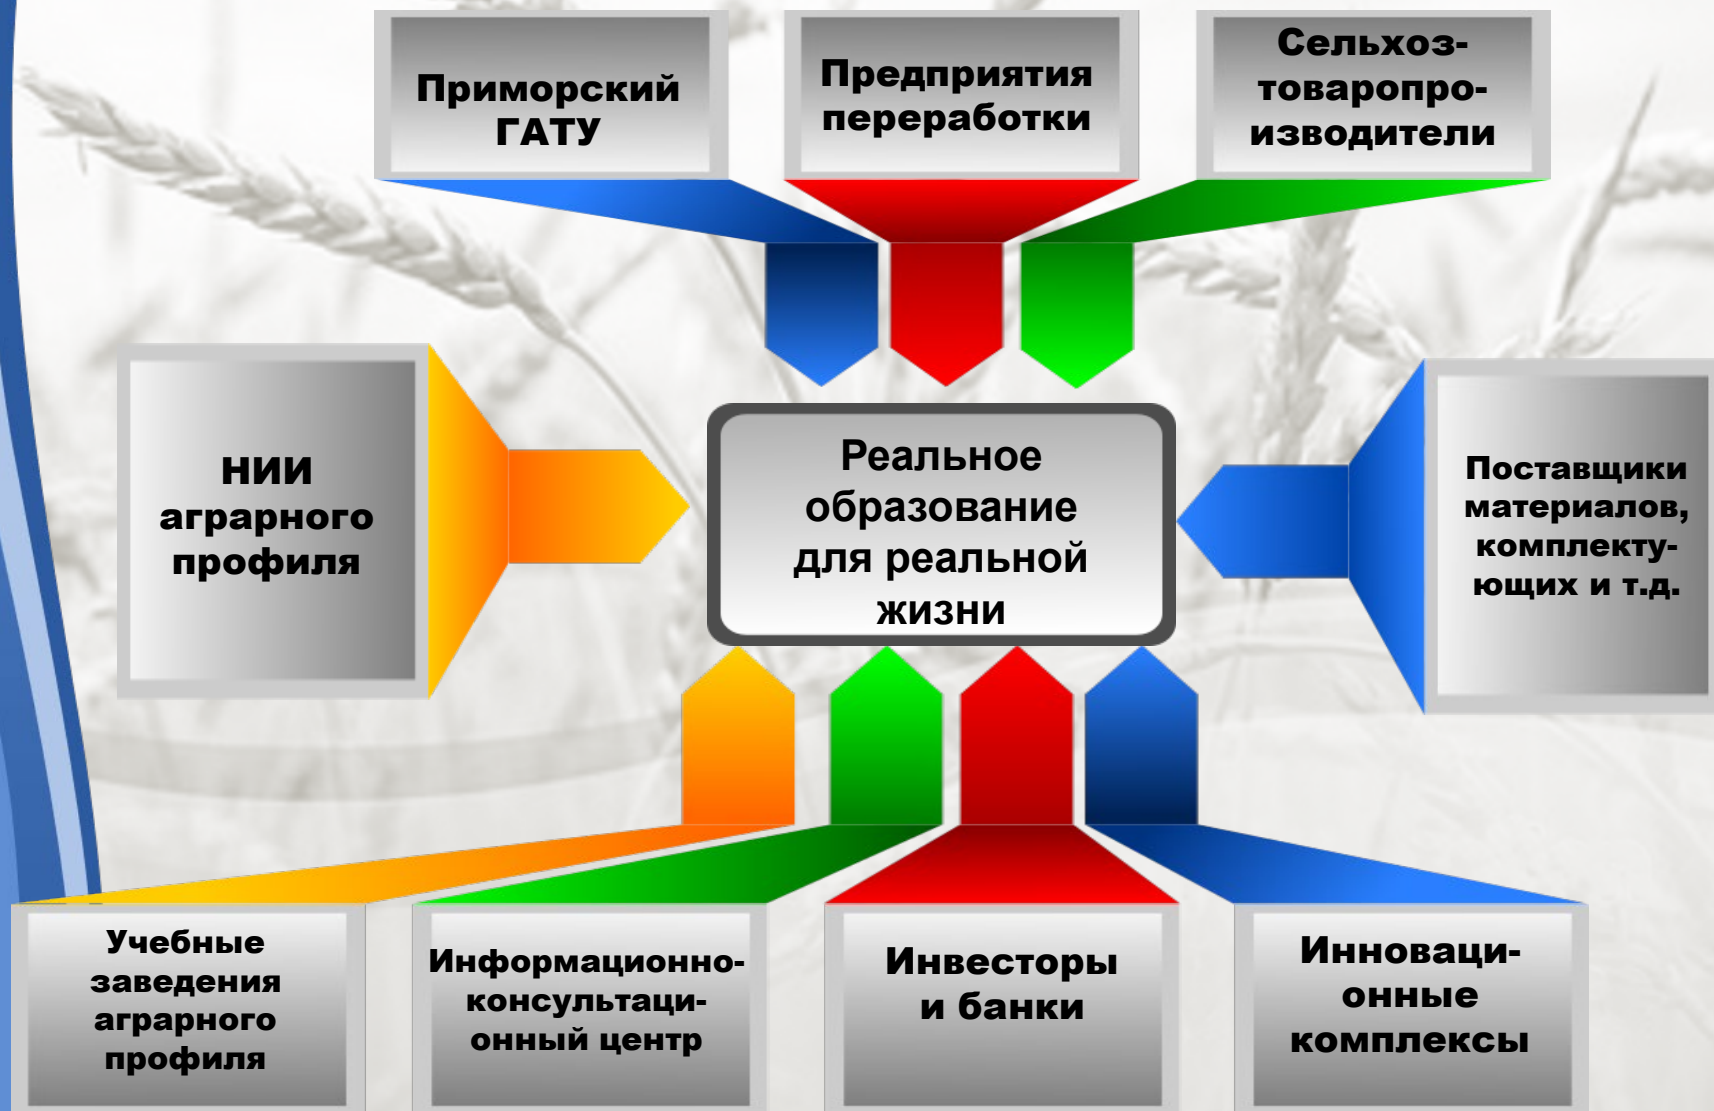 Приморский
ГАТУ
Предприятия
переработки
Сельхоз-
товаропро-
изводители
НИИ
аграрного
профиля
Реальное
образование
для реальной
жизни
Поставщики
материалов,
комплекту-
ющих и т.д.
Учебные
заведения
аграрного
профиля
Информационно-
консультаци-
онный центр
Инвесторы
и банки
Инноваци-
онные
комплексы